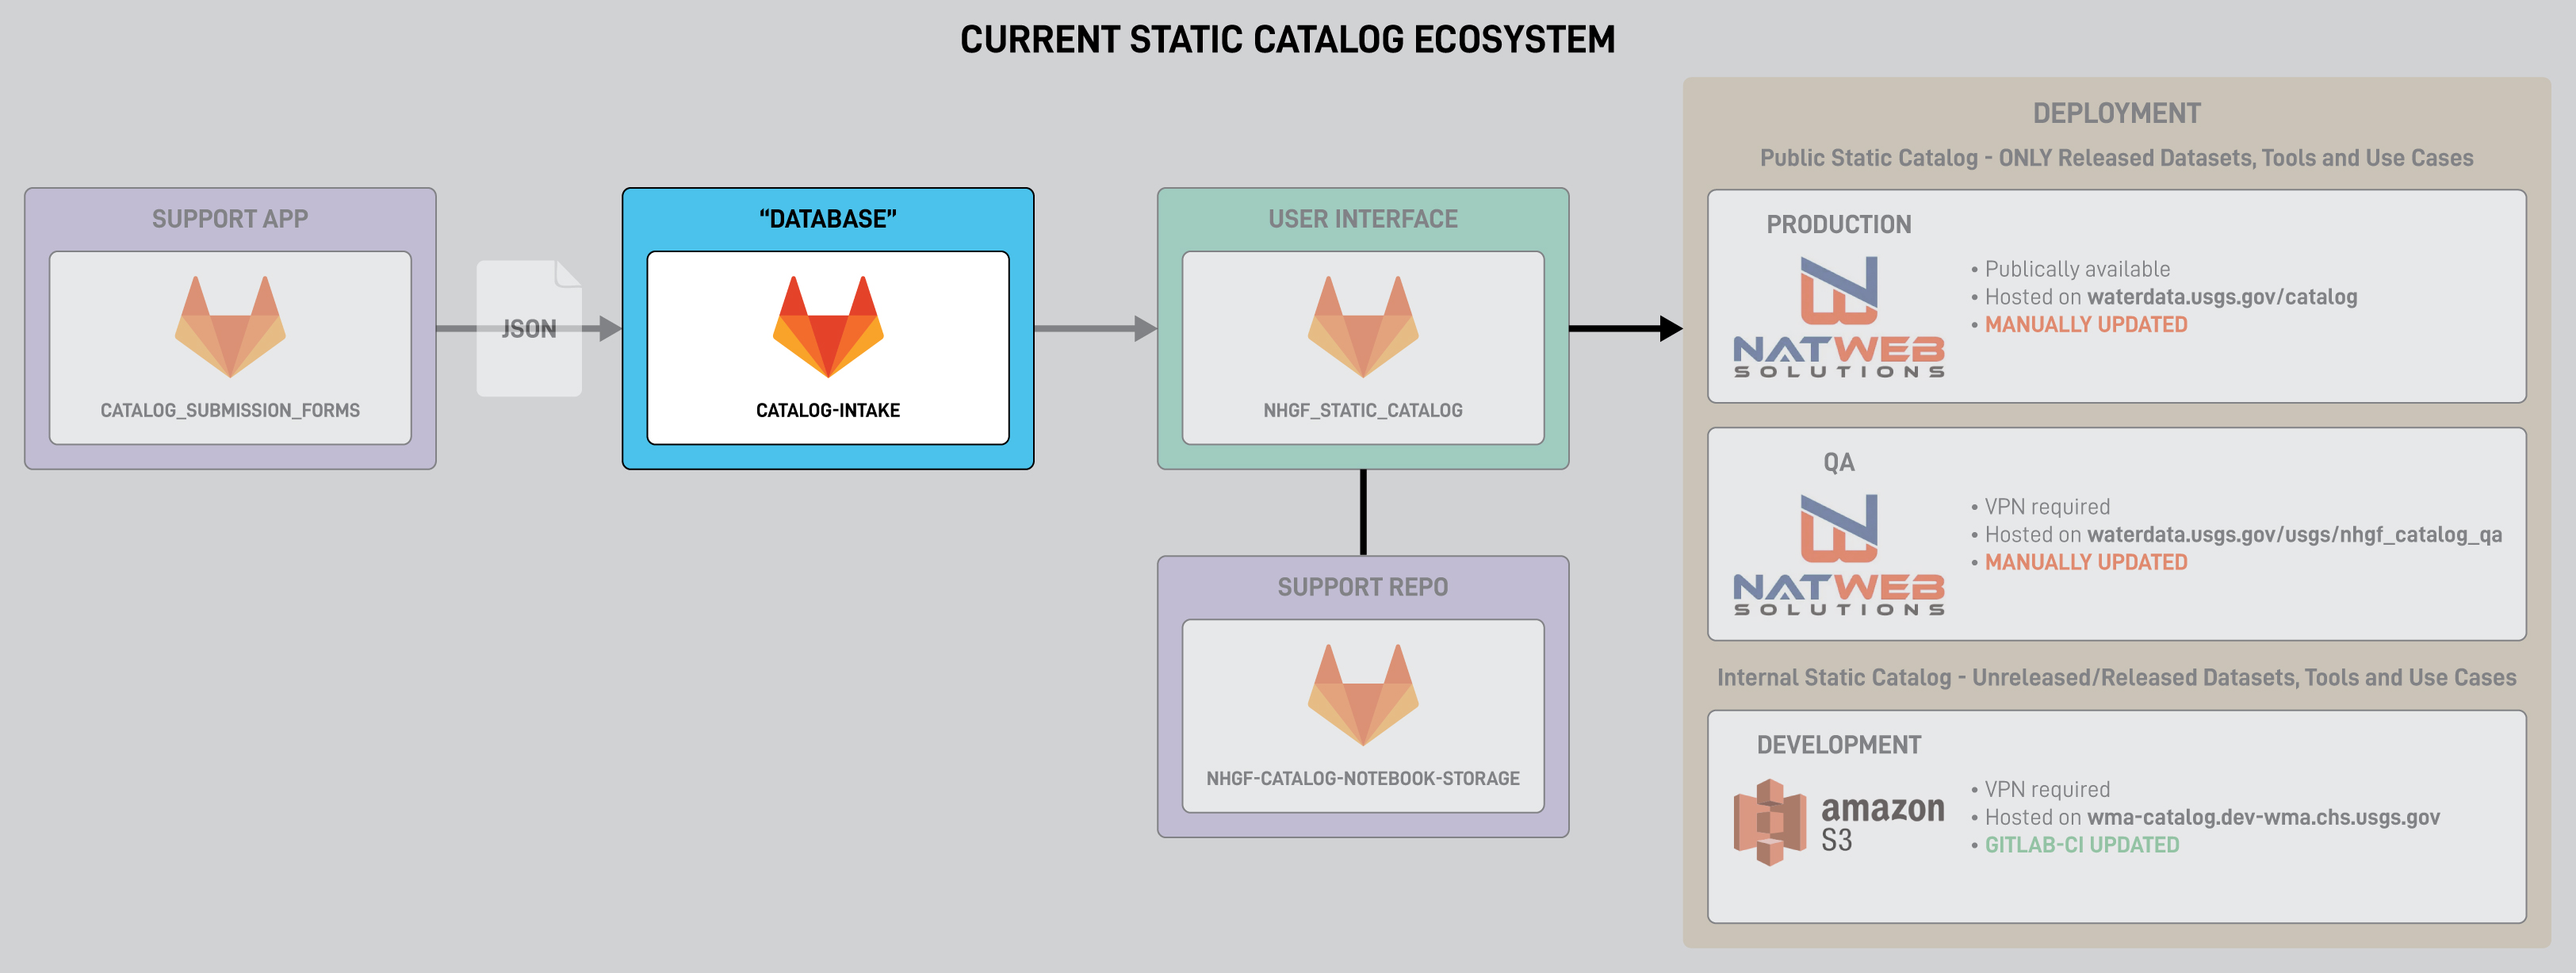 CURRENT STATIC CATALOG ECOSYSTEM
SUPPORT APP
CATALOG_SUBMISSION_FORMS
JSON
“DATABASE”
CATALOG-INTAKE
USER INTERFACE
NHGF_STATIC_CATALOG
SUPPORT REPO
NHGF-CATALOG-NOTEBOOK-STORAGE
DEPLOYMENT
Public Static Catalog - ONLY Released Datasets, Tools and Use Cases
PRODUCTION
NATWEB
SOLUTIONS
• Publically available
• Hosted on waterdata.usgs.gov/catalog
• MANUALLY UPDATED
QA
NATWEB
SOLUTIONS
• VPN required
• Hosted on waterdata.usgs.gov/usgs/nhgf_catalog_qa
• MANUALLY UPDATED
Internal Static Catalog - Unreleased/Released Datasets, Tools and Use Cases
DEVELOPMENT
amazon
S3
• VPN required
• Hosted on wma-catalog.dev-wma.chs.usgs.gov
• GITLAB-CI UPDATED